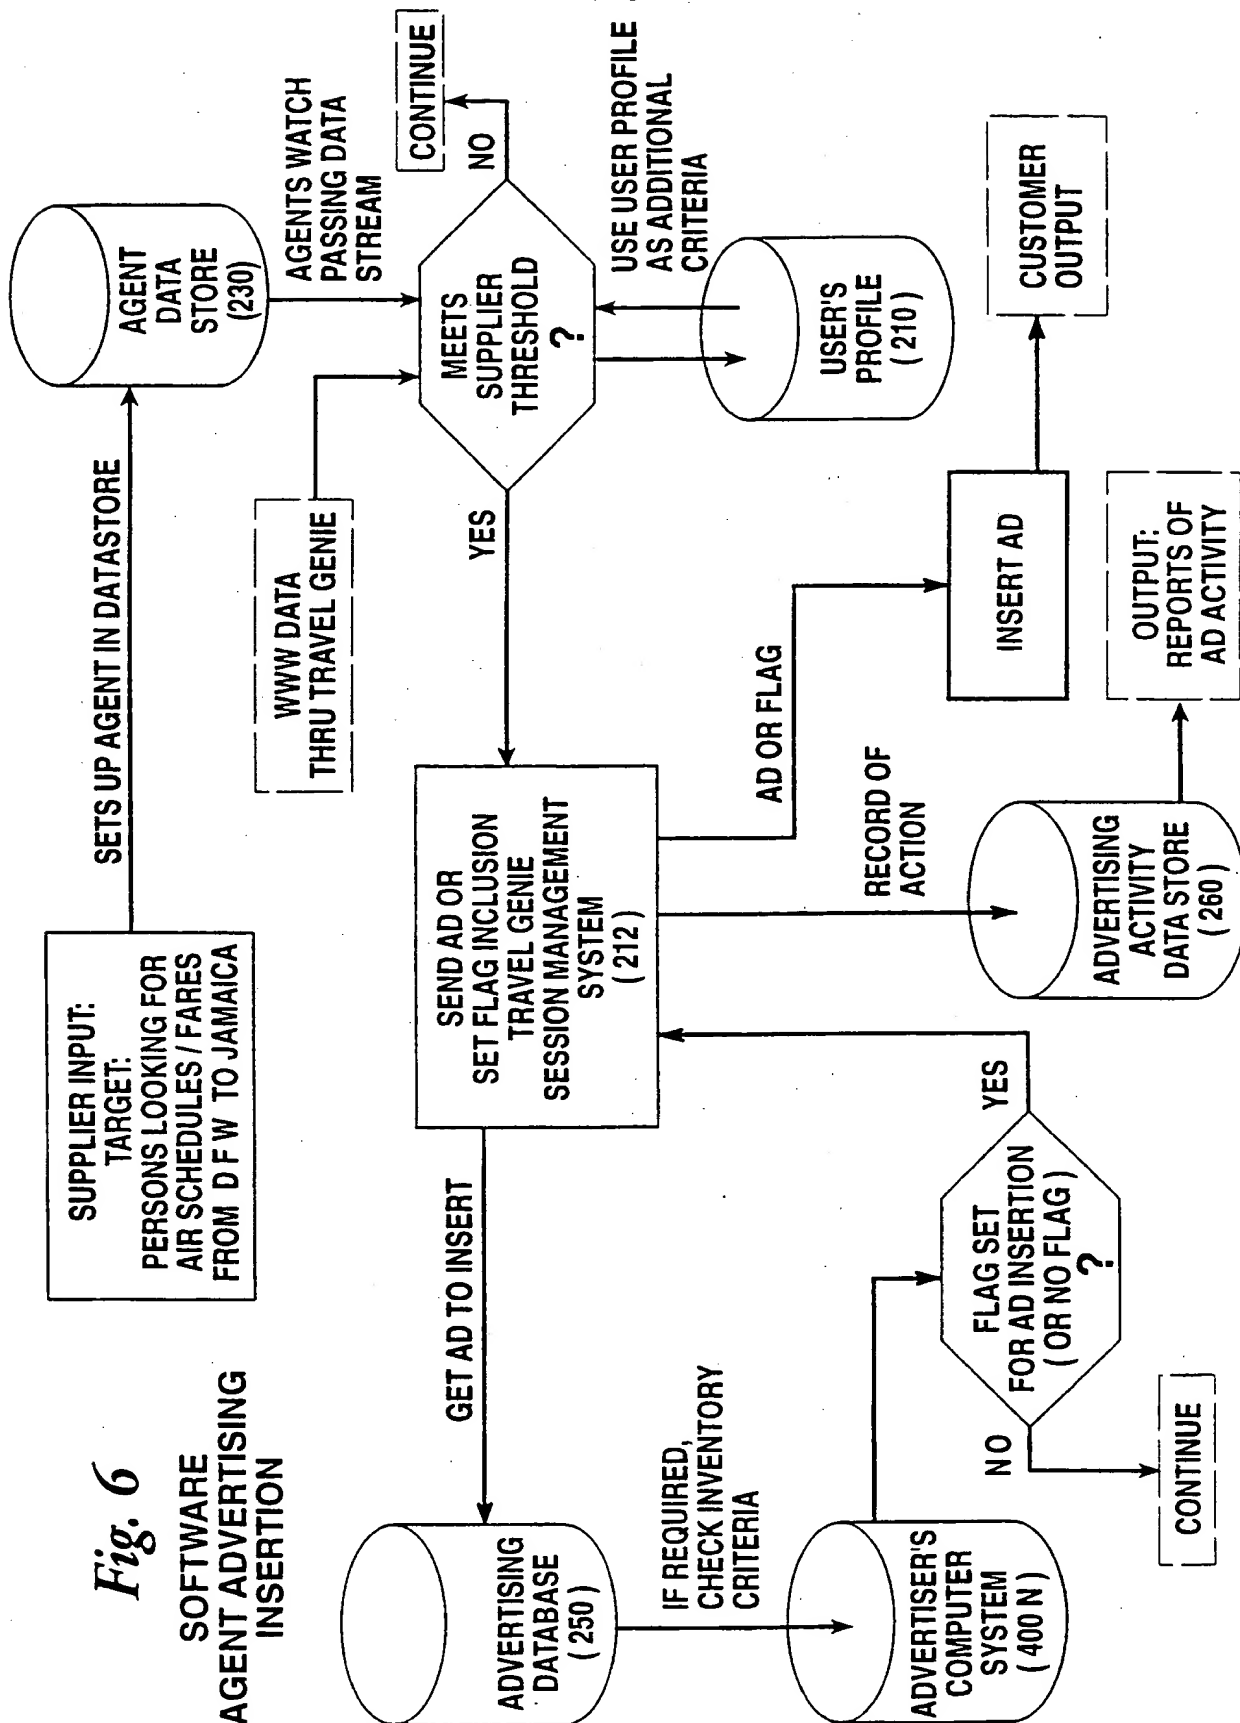 Fig. 6
SOFTWARE
AGENT ADVERTISING
INSERTION
SUPPLIER INPUT:
TARGET:
PERSONS LOOKING FOR
AIR SCHEDULES / FARES
FROM D F W TO JAMAICA
SETS UP AGENT IN DATASTORE
AGENT
DATA
STORE
(230)
WWW DATA
THRU TRAVEL GENIE
AGENTS WATCH
PASSING DATA
STREAM
MEETS
SUPPLIER
THRESHOLD
?
NO
CONTINUE
YES
USE USER PROFILE
AS ADDITIONAL
CRITERIA
USER'S
PROFILE
(210)
SEND AD OR
SET FLAG INCLUSION
TRAVEL GENIE
SESSION MANAGEMENT
SYSTEM
(212)
GET AD TO INSERT
ADVERTISING
DATABASE
(250)
IF REQUIRED,
CHECK INVENTORY
CRITERIA
ADVERTISER'S
COMPUTER
SYSTEM
(400 N)
FLAG SET
FOR AD INSERTION
(OR NO FLAG)
?
YES
NO
CONTINUE
RECORD OF
ACTION
ADVERTISING
ACTIVITY
DATA STORE
(260)
OUTPUT:
REPORTS OF
AD ACTIVITY
AD OR FLAG
INSERT AD
CUSTOMER
OUTPUT